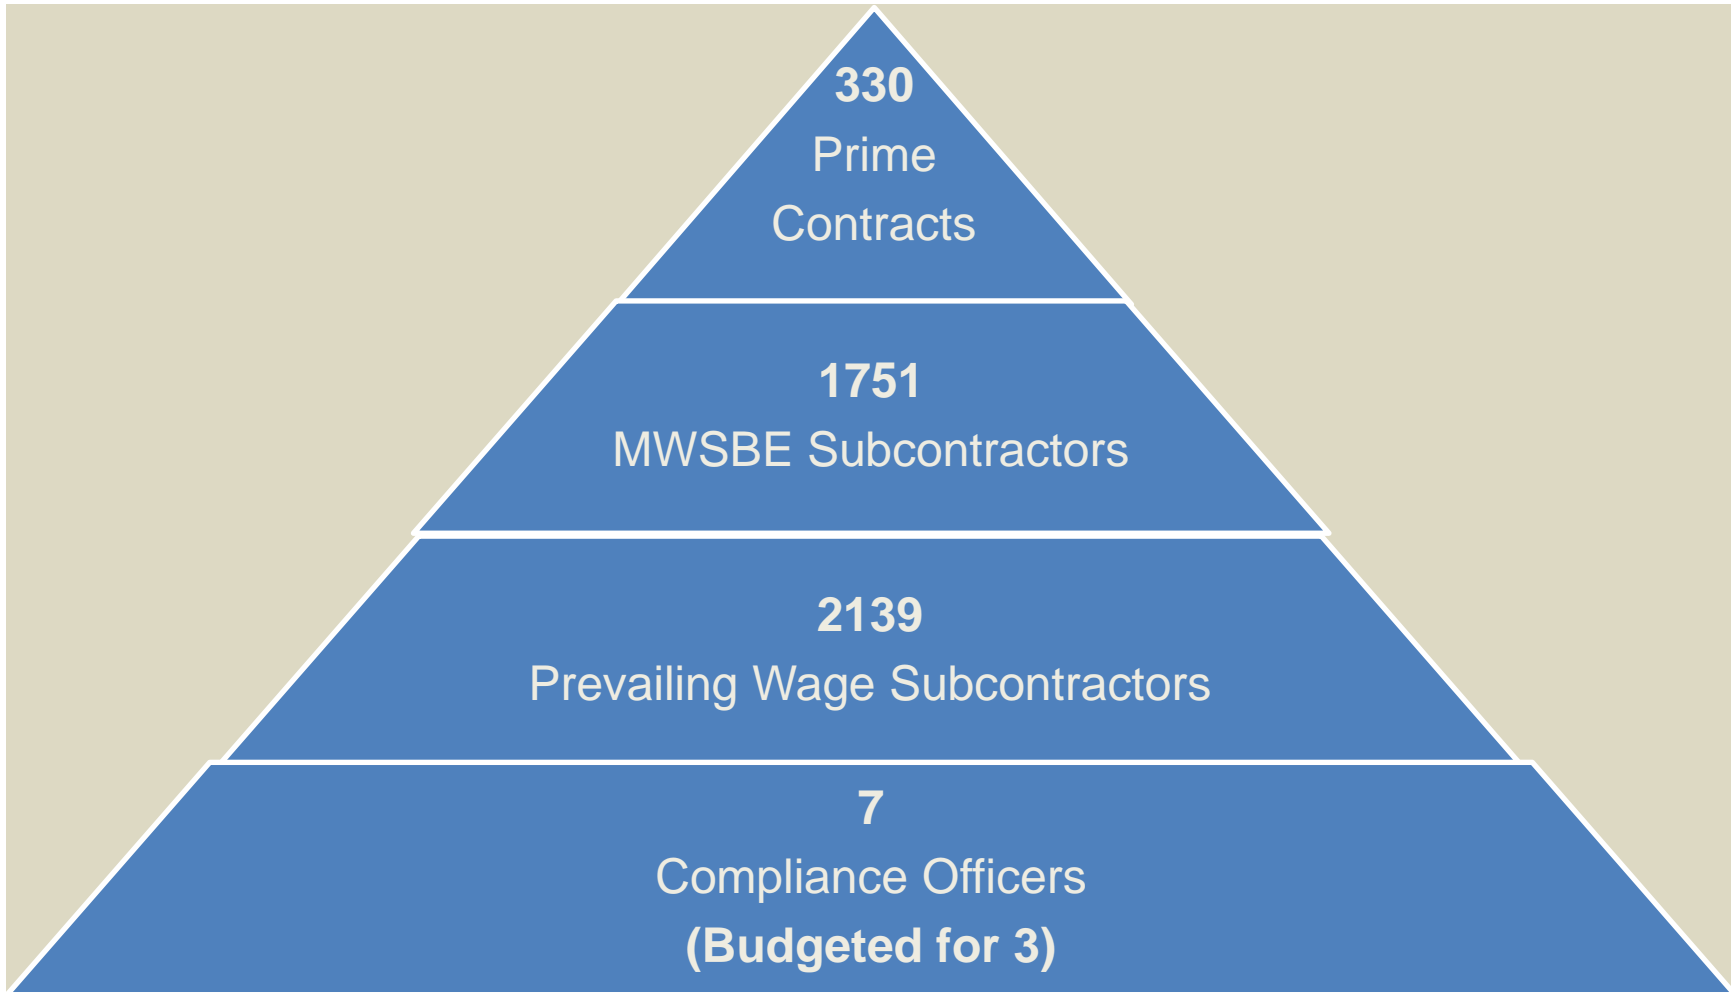 330
Prime
Contracts
1751
MWSBE Subcontractors
2139
Prevailing Wage Subcontractors
7
Compliance Officers
(Budgeted for 3)